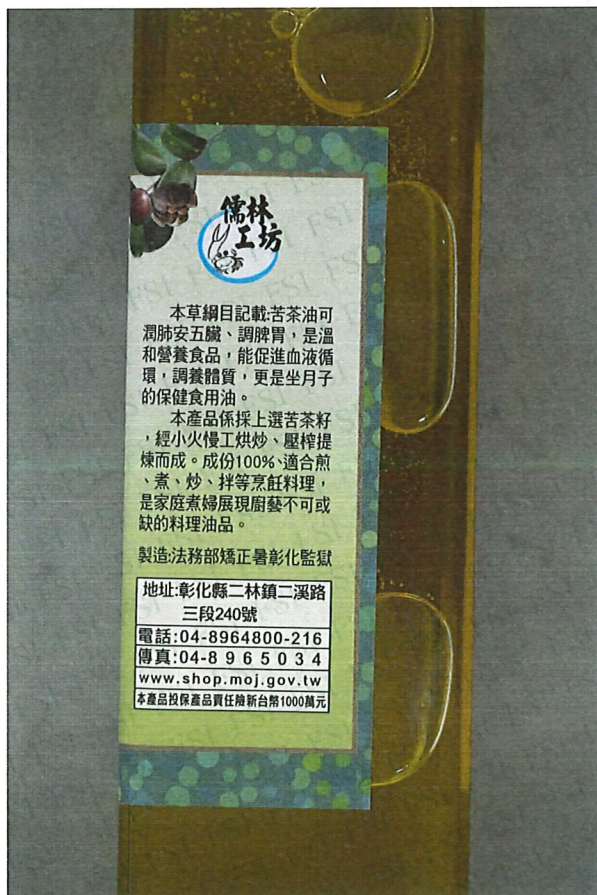 儒林
工坊
本草綱目記載:苦茶油可
潤肺安五臟、調脾胃，是溫
和營養食品，能促進血液循
環，調養體質，更是坐月子
的保健食用油。
本產品係採上選苦茶籽
，經小火慢工烘炒、壓榨提
煉而成。成份100%、適合煎
、煮、炒、拌等烹飪料理，
是家庭煮婦展現廚藝不可或
缺的料理油品。
製造:法務部矯正暑彰化監獄
地址:彰化縣二林鎮二溪路
三段240號
電話:04-8964800-216
傳真:04-8965034
www.shop.moj.gov.tw
本產品投保產品責任險新台幣1000萬元